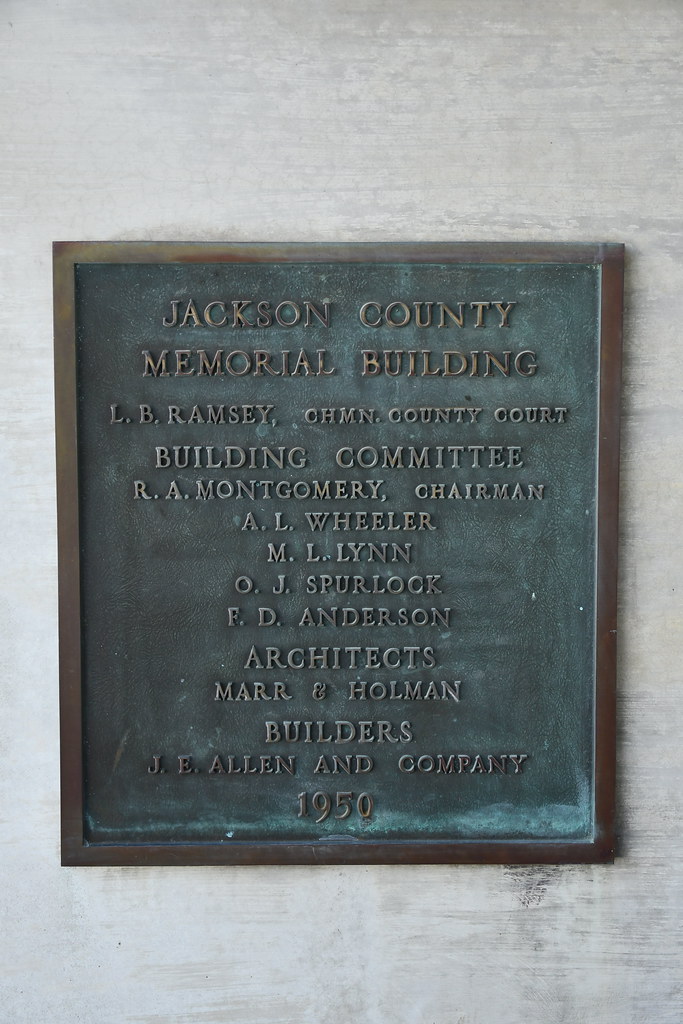 JACKSON COUNTY
MEMORIAL BUILDING
L. B. RAMSEY, CHMN. COUNTY COURT
BUILDING COMMITTEE
R. A. MONTGOMERY, CHAIRMAN
A. L. WHEELER
M. L. LYNN
O. J. SPURLOCK
F. D. ANDERSON
ARCHITECTS
MARR & HOLMAN
BUILDERS
J. E. ALLEN AND COMPANY
1950